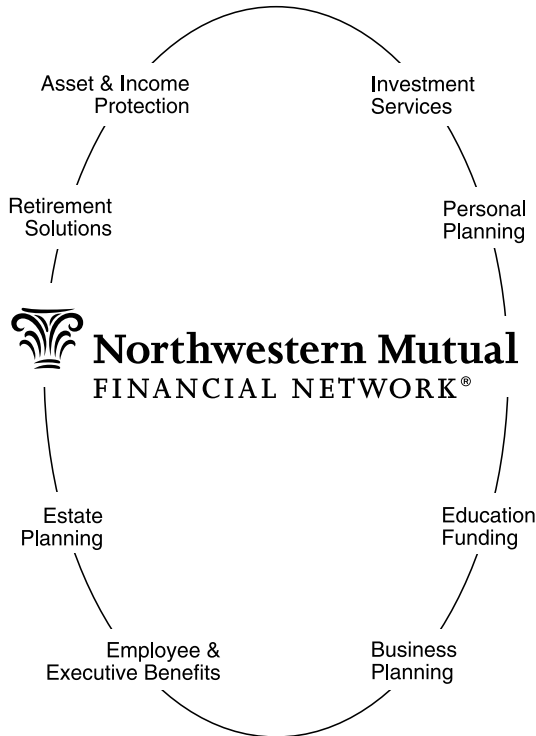 Asset & Income
Protection
Investment
Services
Retirement
Solutions
Personal
Planning
Northwestern Mutual
FINANCIAL NETWORK®
Estate
Planning
Education
Funding
Employee &
Executive Benefits
Business
Planning